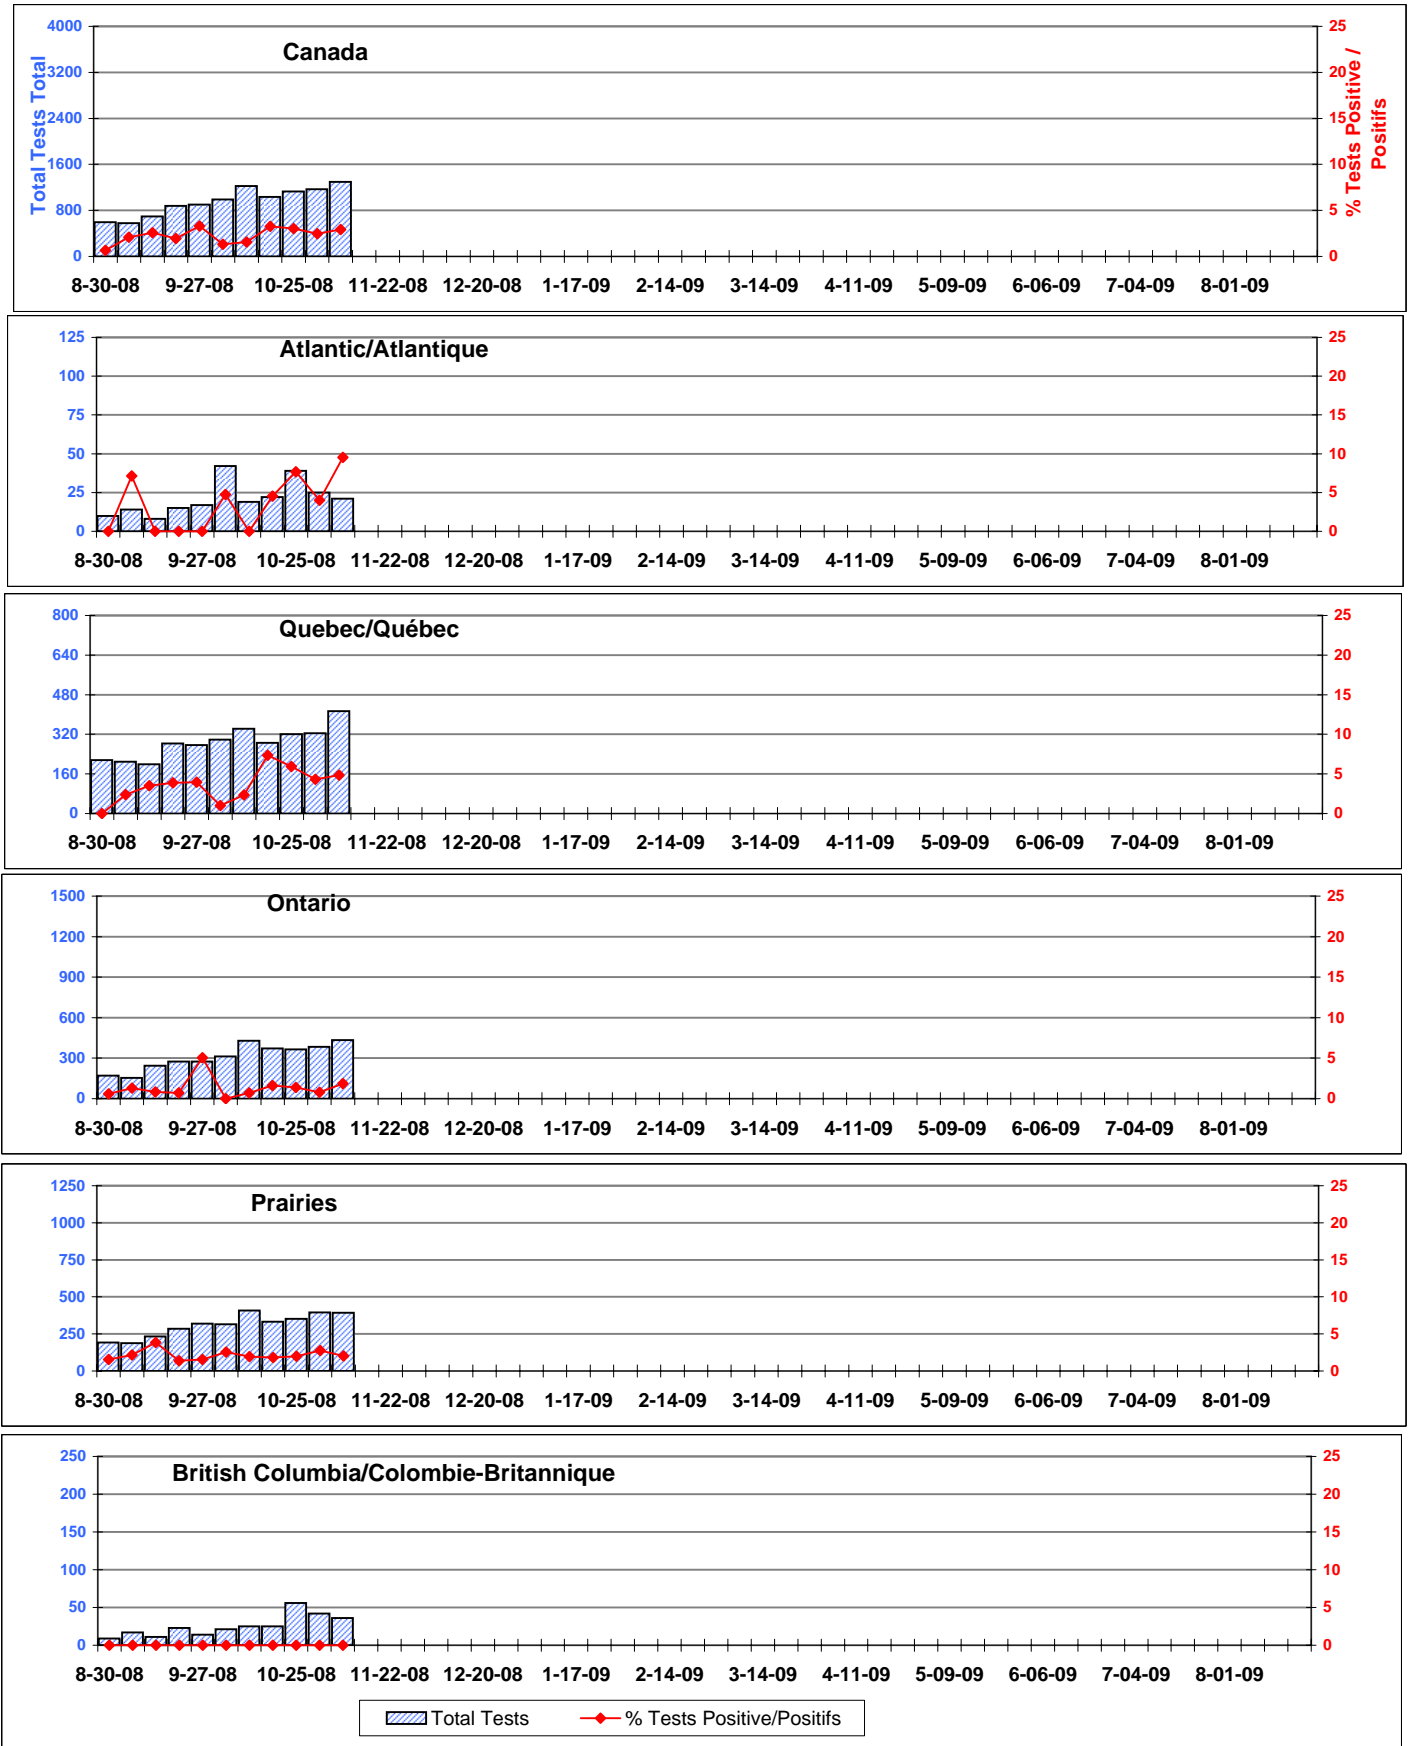 Canada
Total Tests Total
% Tests Positive /
Positifs
4000 25
3200 20
2400 15
1600 10
800 5
0 0
8-30-08 9-27-08 10-25-08 11-22-08 12-20-08 1-17-09 2-14-09 3-14-09 4-11-09 5-09-09 6-06-09 7-04-09 8-01-09
Atlantic/Atlantique
125 25
100 20
75 15
50 10
25 5
0 0
8-30-08 9-27-08 10-25-08 11-22-08 12-20-08 1-17-09 2-14-09 3-14-09 4-11-09 5-09-09 6-06-09 7-04-09 8-01-09
Quebec/Québec
800 25
640 20
480 15
320 10
160 5
0 0
8-30-08 9-27-08 10-25-08 11-22-08 12-20-08 1-17-09 2-14-09 3-14-09 4-11-09 5-09-09 6-06-09 7-04-09 8-01-09
Ontario
1500 25
1200 20
900 15
600 10
300 5
0 0
8-30-08 9-27-08 10-25-08 11-22-08 12-20-08 1-17-09 2-14-09 3-14-09 4-11-09 5-09-09 6-06-09 7-04-09 8-01-09
Prairies
1250 25
1000 20
750 15
500 10
250 5
0 0
8-30-08 9-27-08 10-25-08 11-22-08 12-20-08 1-17-09 2-14-09 3-14-09 4-11-09 5-09-09 6-06-09 7-04-09 8-01-09
British Columbia/Colombie-Britannique
250 25
200 20
150 15
100 10
50 5
0 0
8-30-08 9-27-08 10-25-08 11-22-08 12-20-08 1-17-09 2-14-09 3-14-09 4-11-09 5-09-09 6-06-09 7-04-09 8-01-09
Total Tests % Tests Positive/Positifs